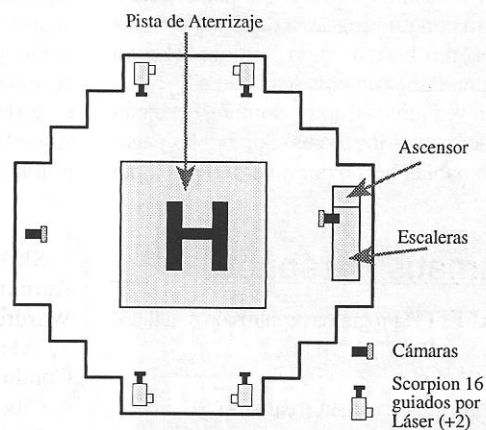 Pista de Aterrizaje
H
Ascensor
Escaleras
Cámaras
Scorpion 16
guiados por
Láser (+2)